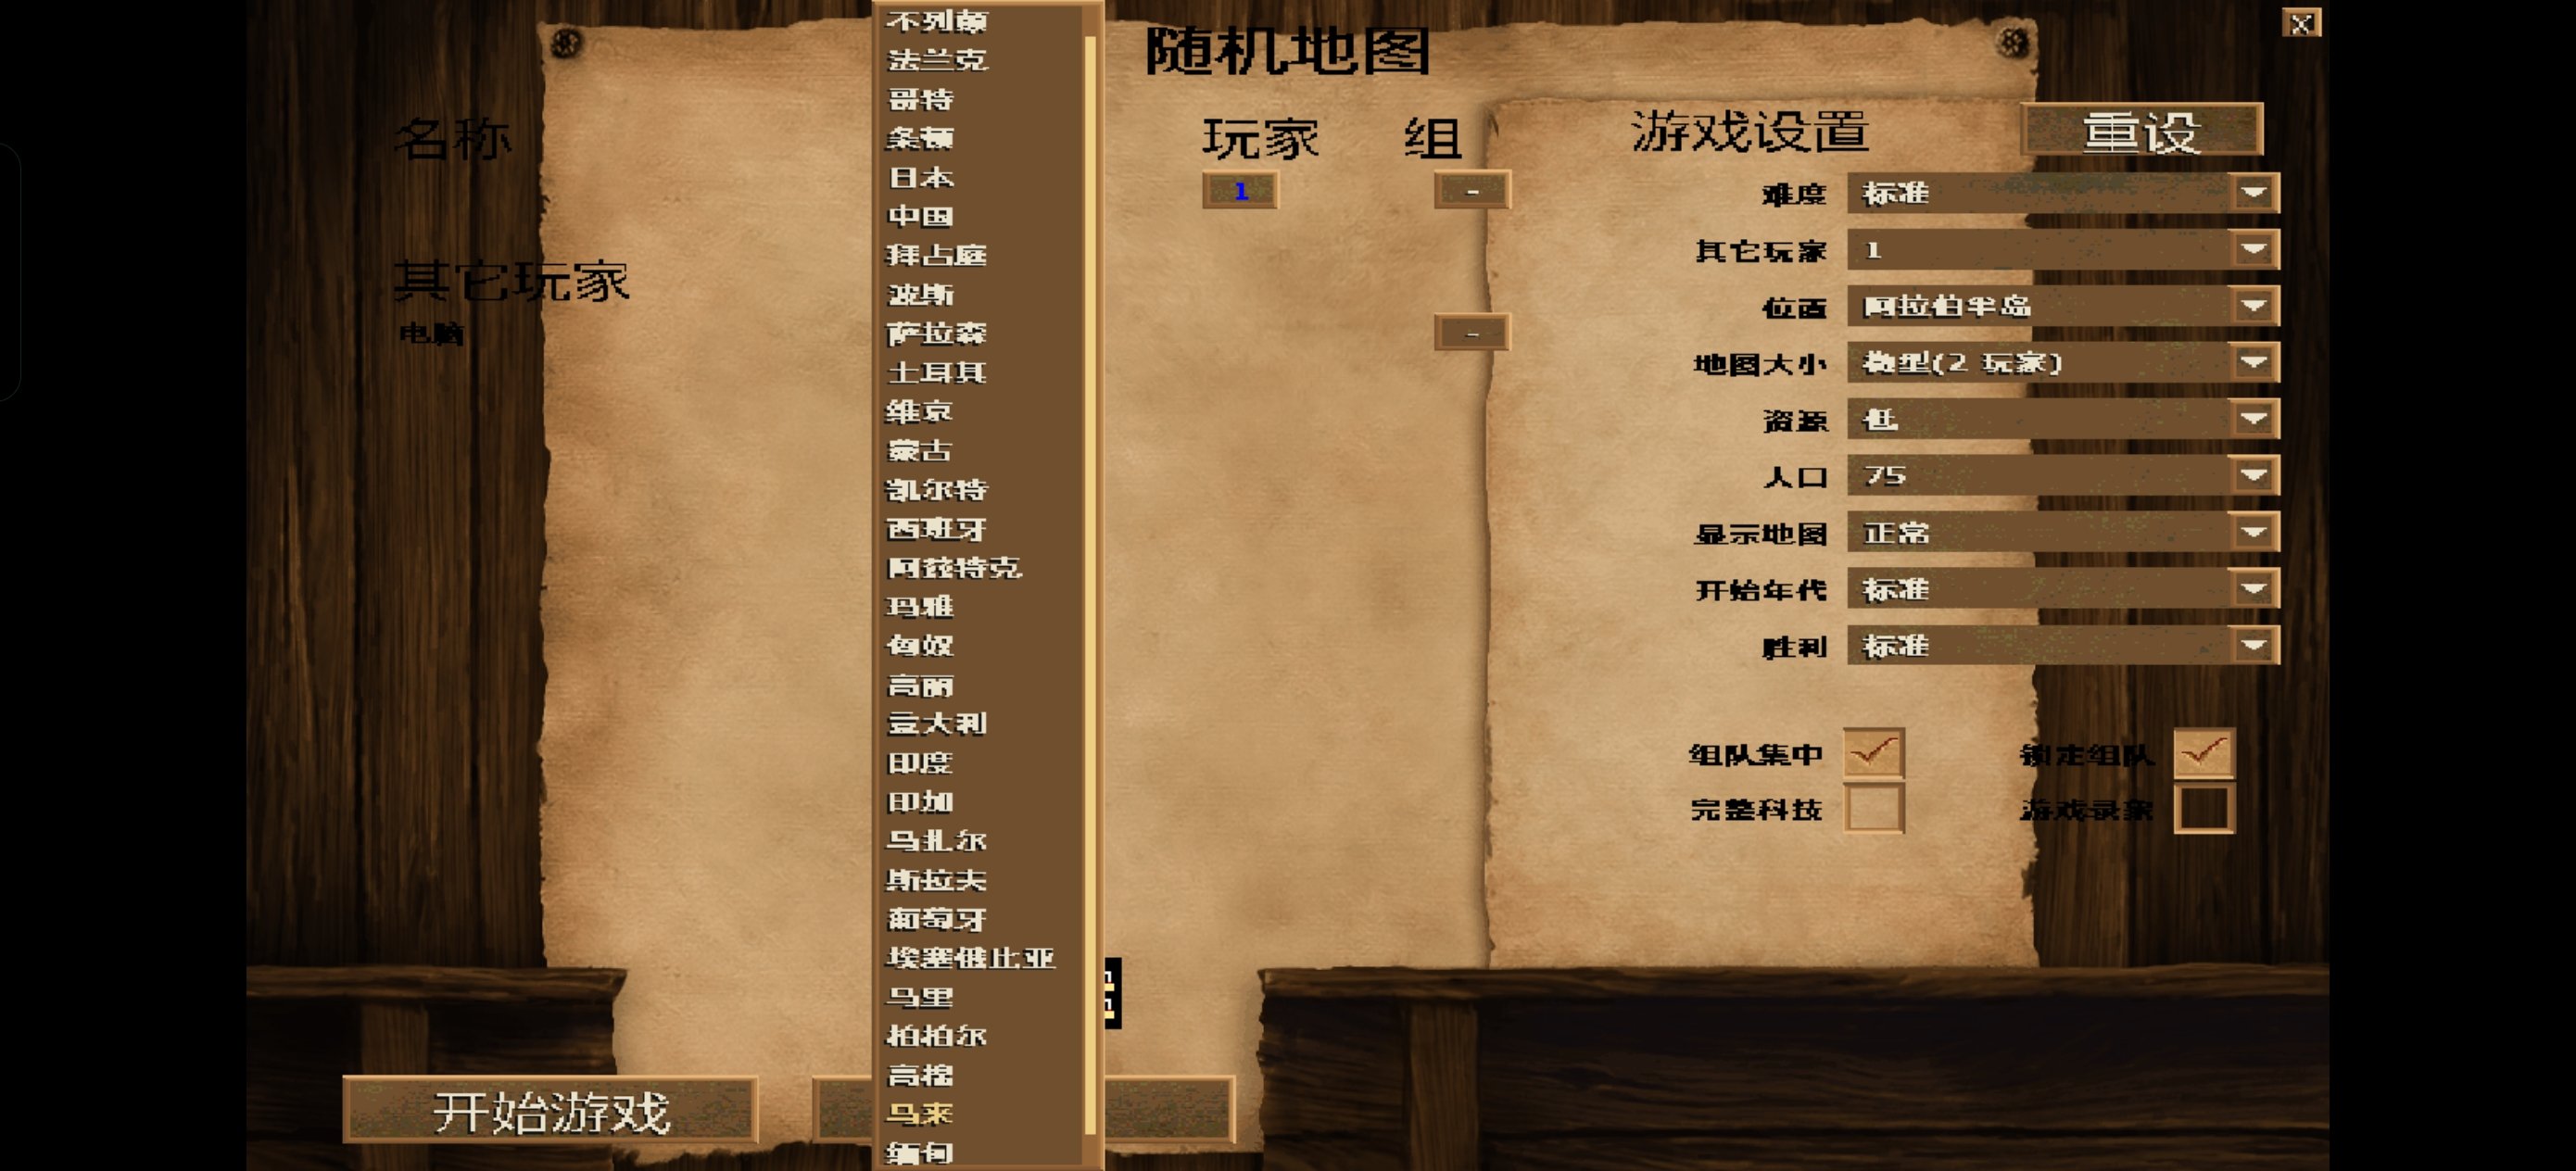 随机地图
名称
玩家
组
1
-
其它玩家
电脑
-
不列颠
法兰克
哥特
条顿
日本
中国
拜占庭
波斯
萨拉森
土耳其
维京
蒙古
凯尔特
西班牙
阿兹特克
玛雅
匈奴
高丽
意大利
印度
印加
马扎尔
斯拉夫
葡萄牙
埃塞俄比亚
马里
柏柏尔
高棉
马来
缅甸
游戏设置
重设
难度 标准
其它玩家 1
位置 阿拉伯半岛
地图大小 微型(2 玩家)
资源 低
人口 75
显示地图 正常
开始年代 标准
胜利 标准
组队集中 锁定组队
完整科技 游戏录象
开始游戏
X